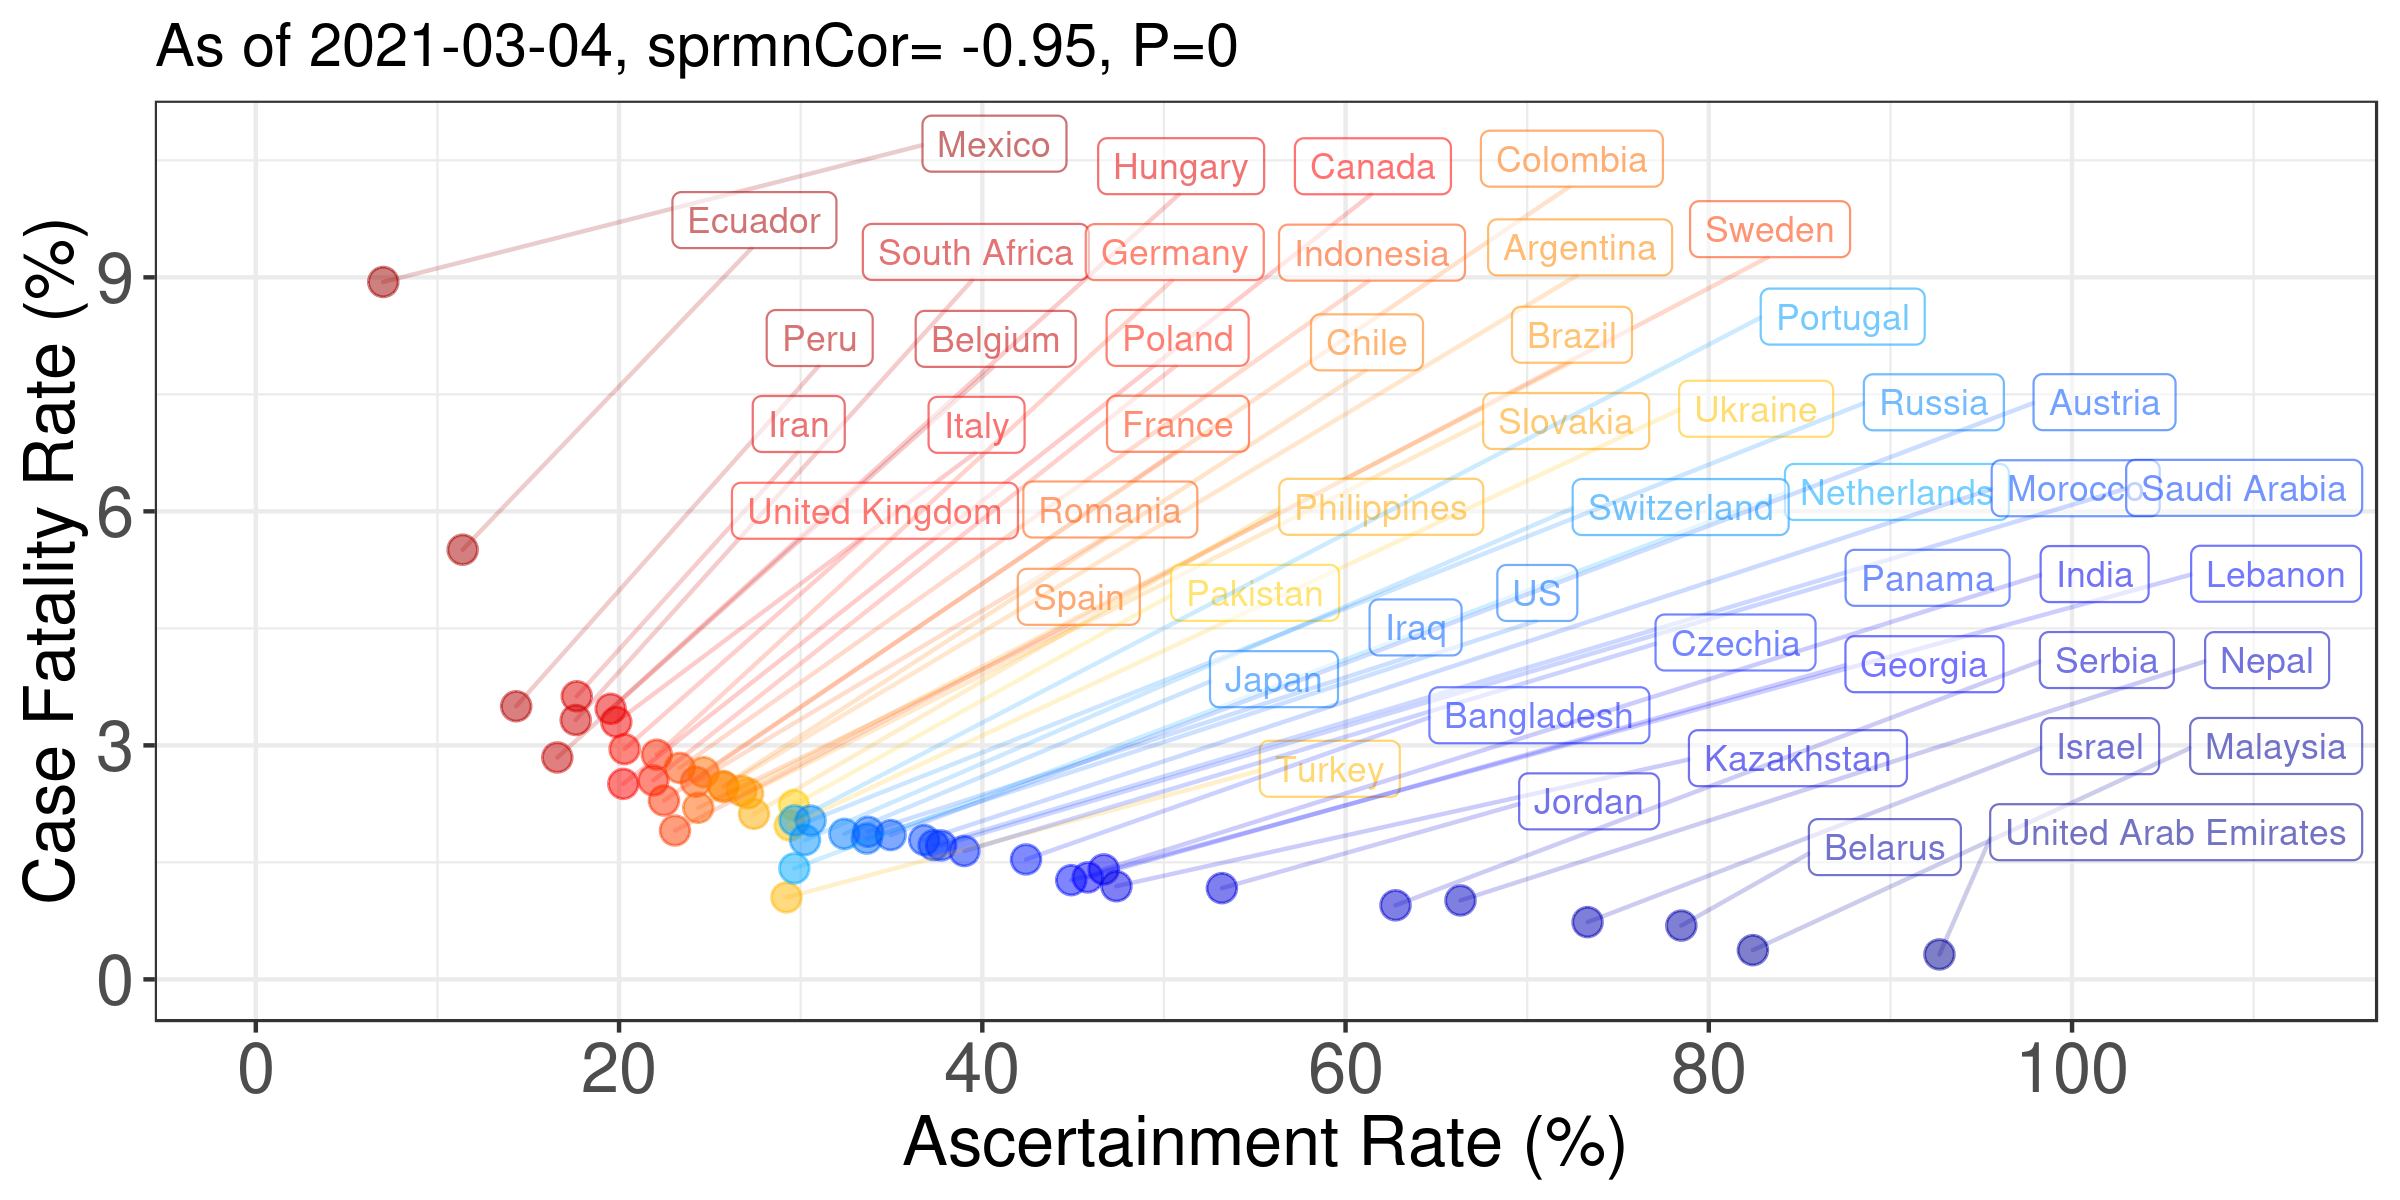 As of 2021-03-04, sprmnCor= -0.95, P=0
Mexico
Hungary
Canada
Colombia
Ecuador
South Africa
Germany
Indonesia
Argentina
Sweden
Peru
Belgium
Poland
Chile
Brazil
Portugal
Iran
Italy
France
Slovakia
Ukraine
Russia
Austria
United Kingdom
Romania
Philippines
Switzerland
Netherlands
Morocco
Saudi Arabia
Spain
Pakistan
US
Panama
India
Lebanon
Iraq
Czechia
Georgia
Serbia
Nepal
Japan
Bangladesh
Kazakhstan
Israel
Malaysia
Turkey
Jordan
Belarus
United Arab Emirates
Case Fatality Rate (%)
9
6
3
0
0
20
40
60
80
100
Ascertainment Rate (%)